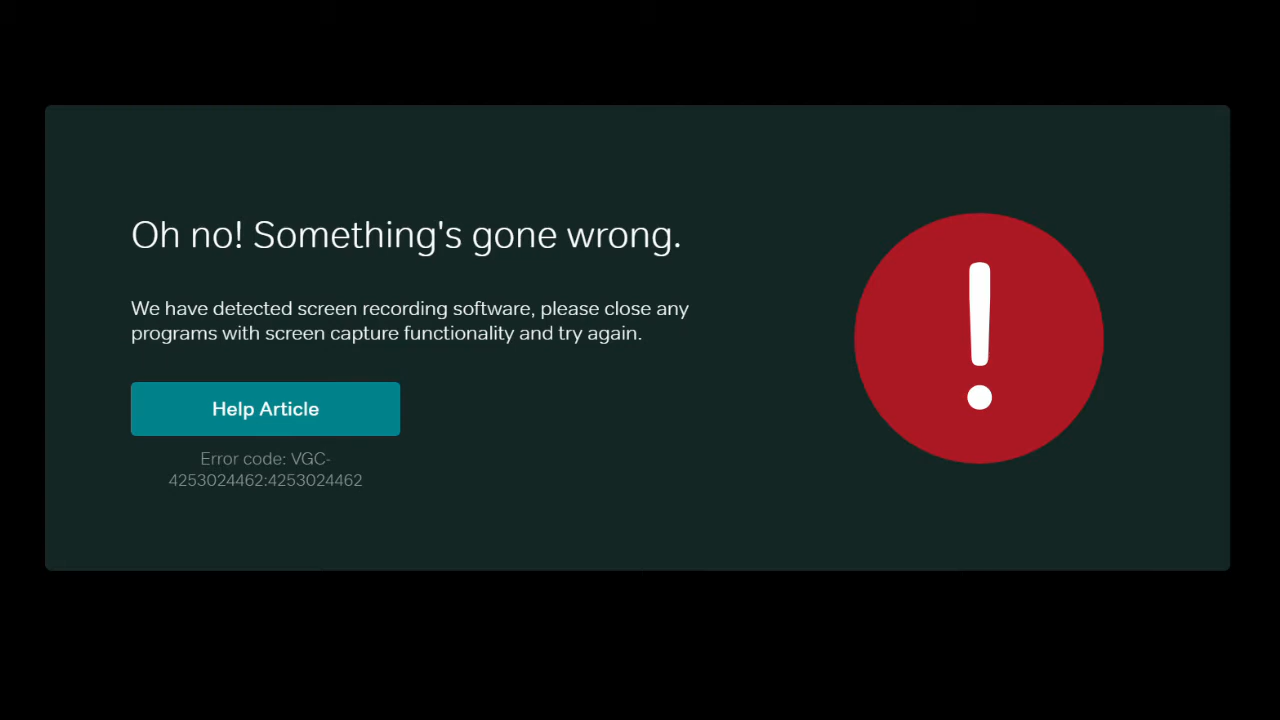 Oh no! Something's gone wrong.
We have detected screen recording software, please close any
programs with screen capture functionality and try again.
Help Article
Error code: VGC-
4253024462:4253024462